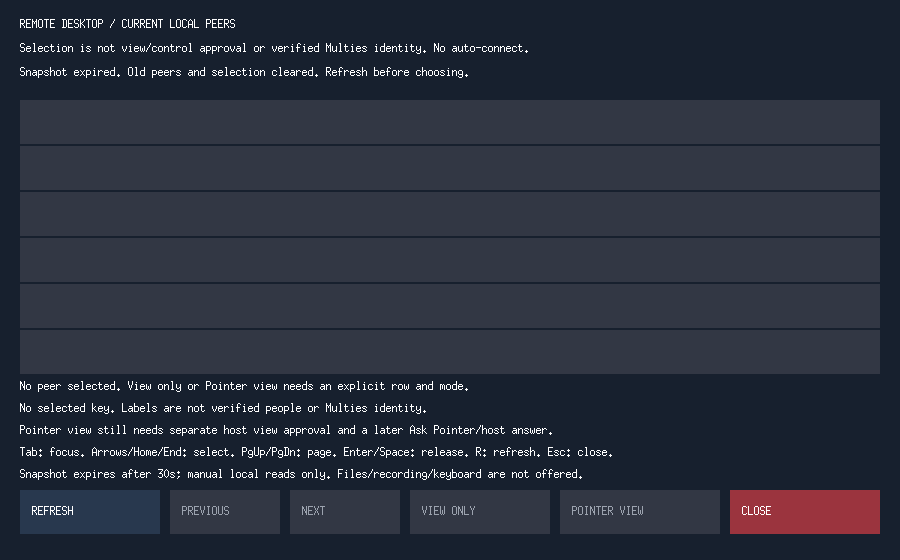 REMOTE DESKTOP / CURRENT LOCAL PEERS
Selection is not view/control approval or verified Multies identity. No auto-connect.
Snapshot expired. Old peers and selection cleared. Refresh before choosing.
No peer selected. View only or Pointer view needs an explicit row and mode.
No selected key. Labels are not verified people or Multies identity.
Pointer view still needs separate host view approval and a later Ask Pointer/host answer.
Tab: focus. Arrows/Home/End: select. PgUp/PgDn: page. Enter/Space: release. R: refresh. Esc: close.
Snapshot expires after 30s; manual local reads only. Files/recording/keyboard are not offered.
REFRESH PREVIOUS NEXT VIEW ONLY POINTER VIEW CLOSE